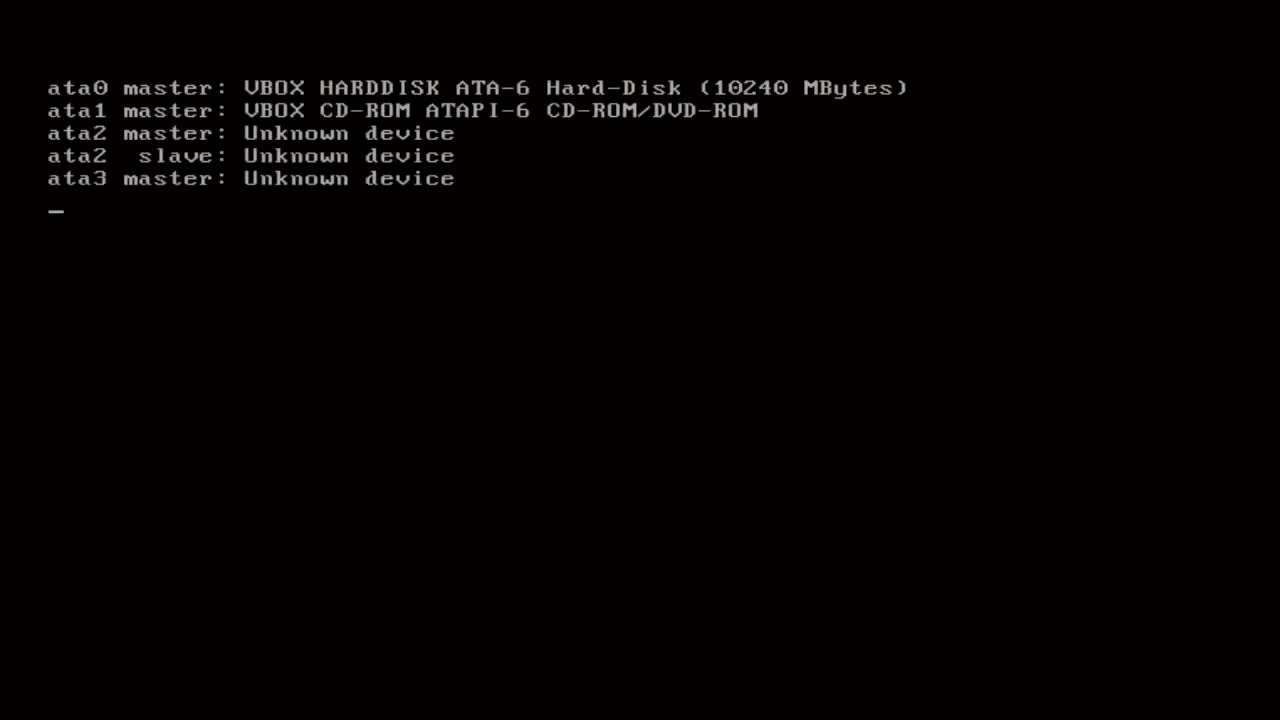 ata0 master: VBOX HARDDISK ATA-6 Hard-Disk (10240 MBytes)
ata1 master: VBOX CD-ROM ATAPI-6 CD-ROM/DVD-ROM
ata2 master: Unknown device
ata2  slave: Unknown device
ata3 master: Unknown device